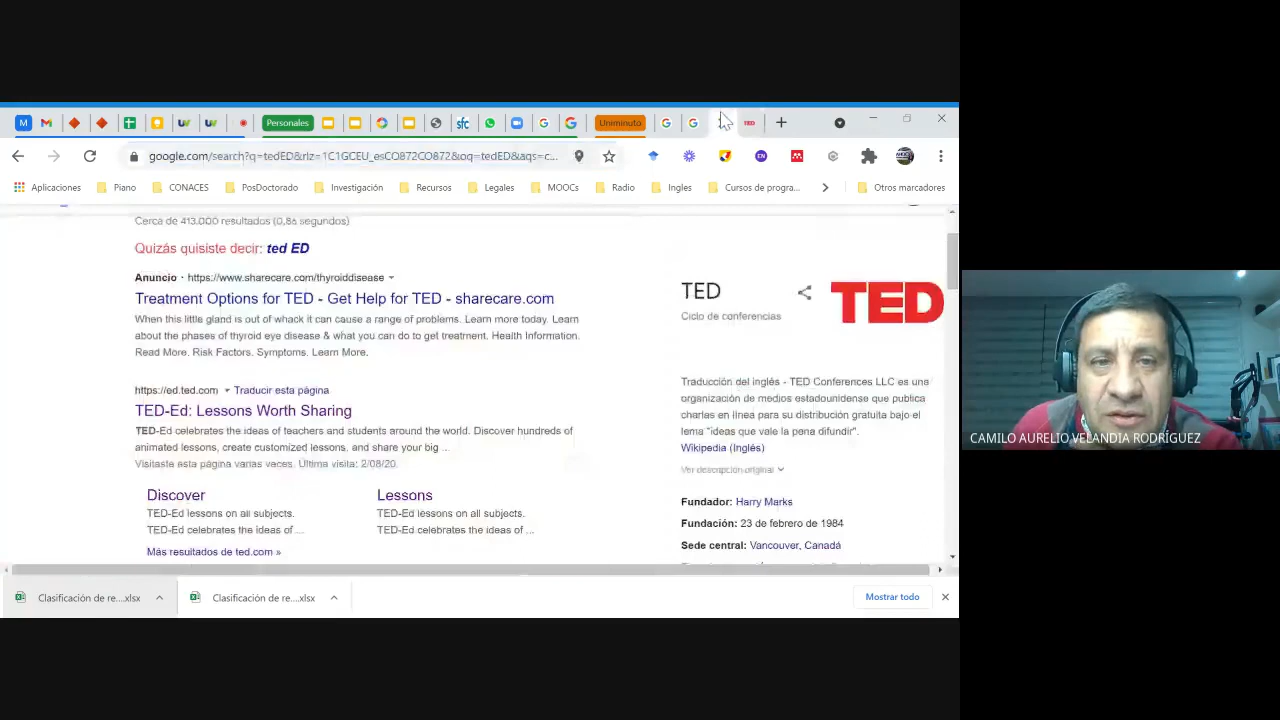 M
Personales
sfc
Uniminuto
TED
google.com/search?q=tedED&rlz=1C1GCEU_esCO872CO872&oq=tedED&aqs=c...
EN
Aplicaciones
Piano
CONACES
PosDoctorado
Investigación
Recursos
Legales
MOOCs
Radio
Ingles
Cursos de progra...
Otros marcadores
Cerca de 413.000 resultados (0,86 segundos)
Quizás quisiste decir: ted ED
Anuncio · https://www.sharecare.com/thyroiddisease
Treatment Options for TED - Get Help for TED - sharecare.com
When this little gland is out of whack it can cause a range of problems. Learn more today. Learn
about the phases of thyroid eye disease & what you can do to get treatment. Health Information.
Read More. Risk Factors. Symptoms. Learn More.
https://ed.ted.com Traducir esta página
TED-Ed: Lessons Worth Sharing
TED-Ed celebrates the ideas of teachers and students around the world. Discover hundreds of
animated lessons, create customized lessons, and share your big ...
Visitaste esta página varias veces. Última visita: 2/08/20.
Discover
TED-Ed lessons on all subjects.
TED-Ed celebrates the ideas of ...
Lessons
TED-Ed lessons on all subjects.
TED-Ed celebrates the ideas of ...
Más resultados de ted.com »
TED
Ciclo de conferencias
TED
Traducción del inglés - TED Conferences LLC es una
organización de medios estadounidense que publica
charlas en línea para su distribución gratuita bajo el
lema "ideas que vale la pena difundir".
Wikipedia (Inglés)
Ver descripción original
Fundador: Harry Marks
Fundación: 23 de febrero de 1984
Sede central: Vancouver, Canadá
Clasificación de re....xlsx
Clasificación de re....xlsx
Mostrar todo
CAMILO AURELIO VELANDIA RODRÍGUEZ